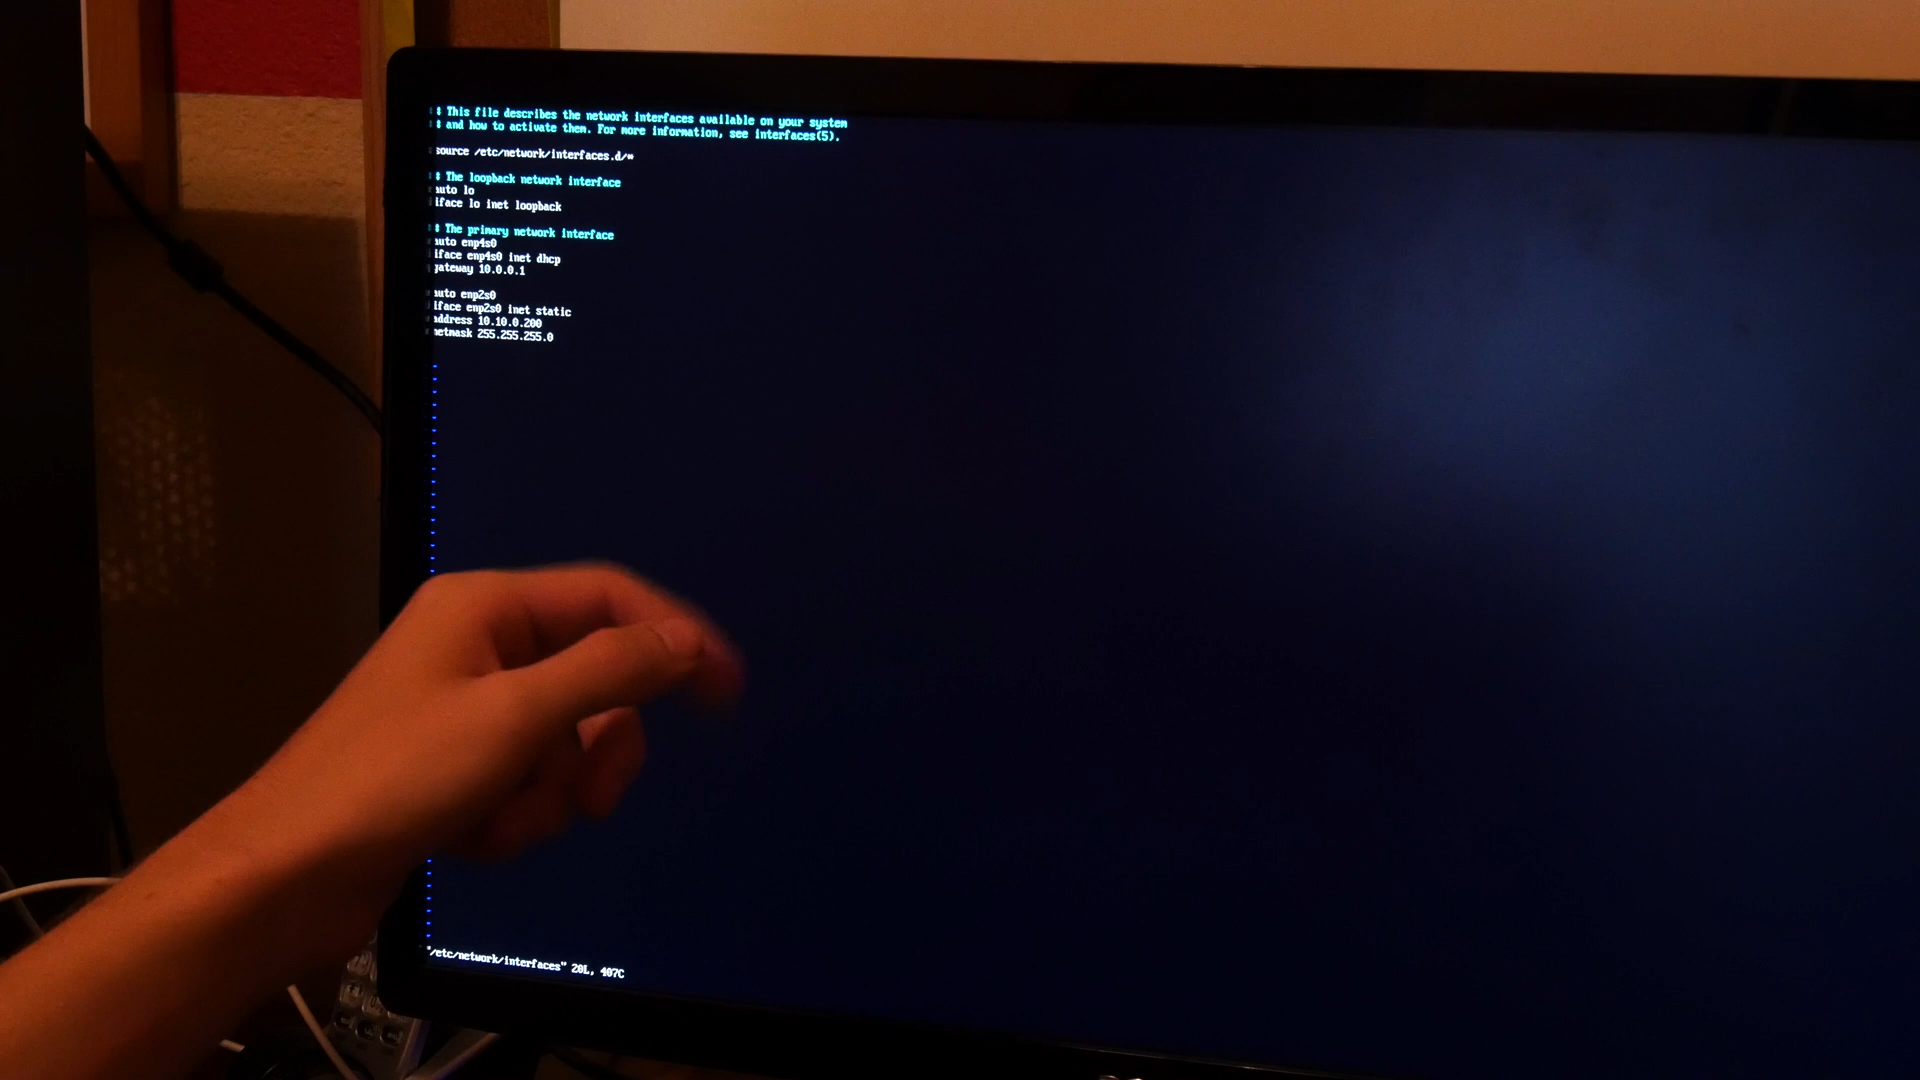 # This file describes the network interfaces available on your system
# and how to activate them. For more information, see interfaces(5).
source /etc/network/interfaces.d/*
# The loopback network interface
auto lo
iface lo inet loopback
# The primary network interface
auto enp4s0
iface enp4s0 inet dhcp
gateway 10.0.0.1
auto enp2s0
iface enp2s0 inet static
address 10.10.0.200
netmask 255.255.255.0
"/etc/network/interfaces" 20L, 407C